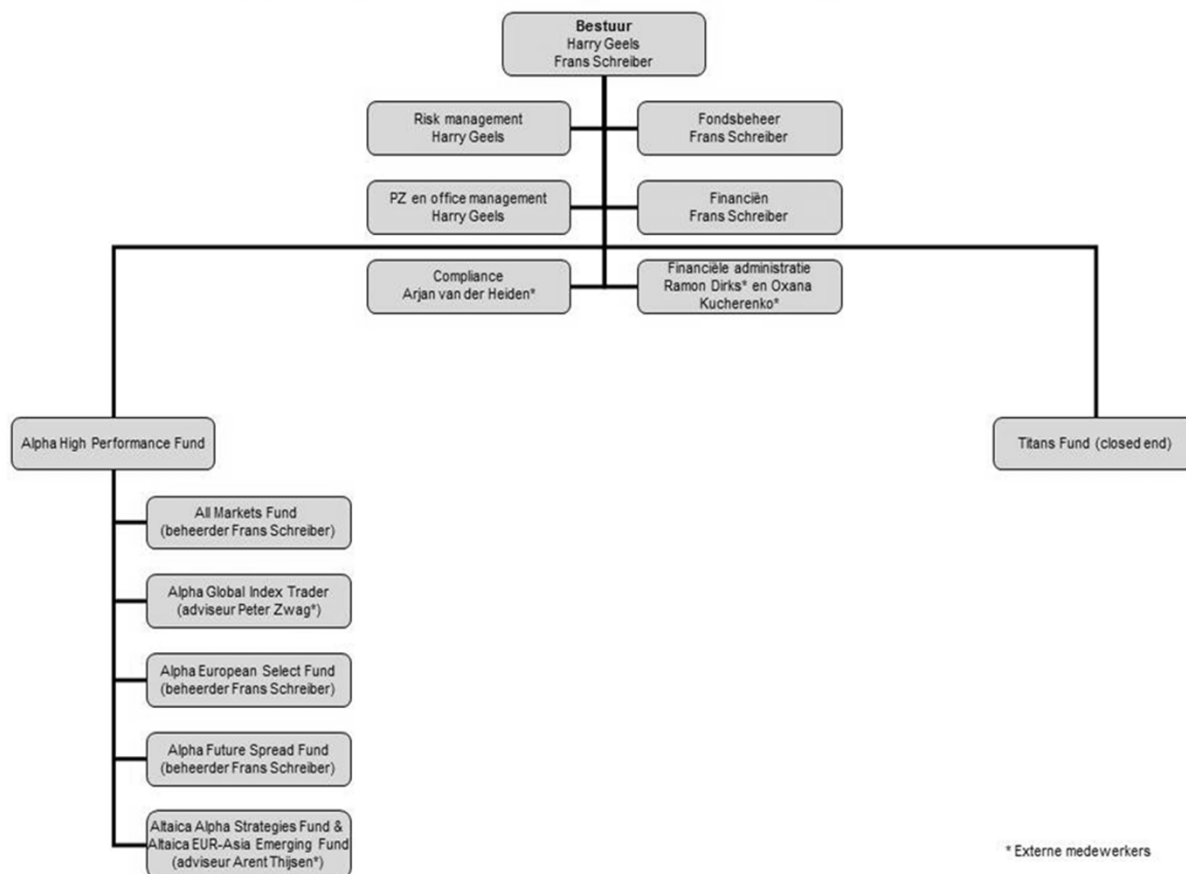 Bestuur
Harry Geels
Frans Schreiber
Risk management
Harry Geels
Fondsbeheer
Frans Schreiber
PZ en office management
Harry Geels
Financiën
Frans Schreiber
Compliance
Arjan van der Heiden*
Financiële administratie
Ramon Dirks* en Oxana
Kucherenko*
Alpha High Performance Fund
Titans Fund (closed end)
All Markets Fund
(beheerder Frans Schreiber)
Alpha Global Index Trader
(adviseur Peter Zwag*)
Alpha European Select Fund
(beheerder Frans Schreiber)
Alpha Future Spread Fund
(beheerder Frans Schreiber)
Altaica Alpha Strategies Fund &
Altaica EUR-Asia Emerging Fund
(adviseur Arent Thijsen*)
* Externe medewerkers